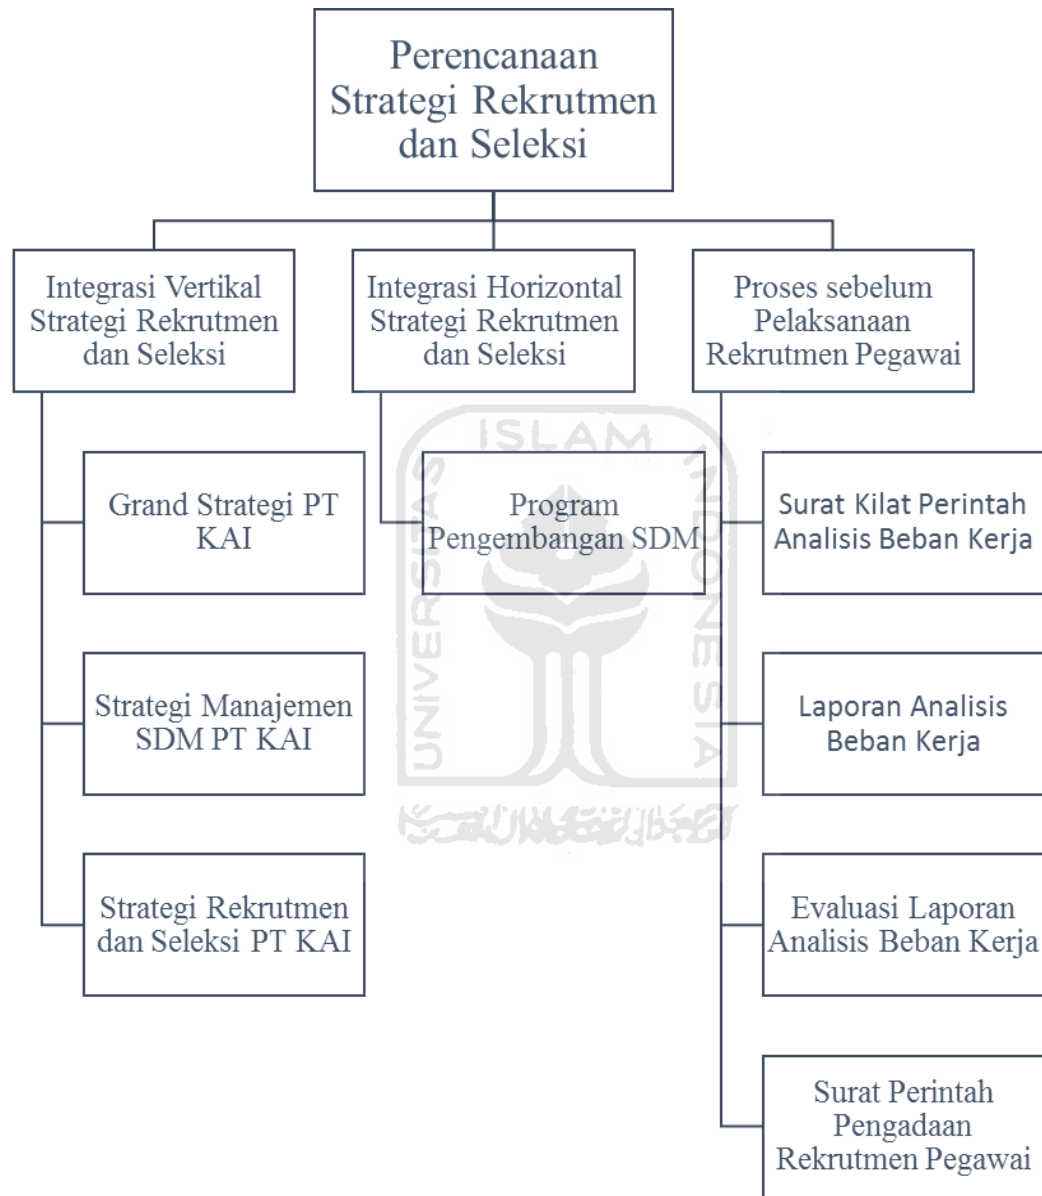 Perencanaan
Strategi Rekrutmen
dan Seleksi
Integrasi Vertikal
Strategi Rekrutmen
dan Seleksi
Integrasi Horizontal
Strategi Rekrutmen
dan Seleksi
Proses sebelum
Pelaksanaan
Rekrutmen Pegawai
Grand Strategi PT
KAI
Program
Pengembangan SDM
Surat Kilat Perintah
Analisis Beban Kerja
Strategi Manajemen
SDM PT KAI
Laporan Analisis
Beban Kerja
Strategi Rekrutmen
dan Seleksi PT KAI
Evaluasi Laporan
Analisis Beban Kerja
Surat Perintah
Pengadaan
Rekrutmen Pegawai
UNIVERSITAS
ISLAM
INDONESIA